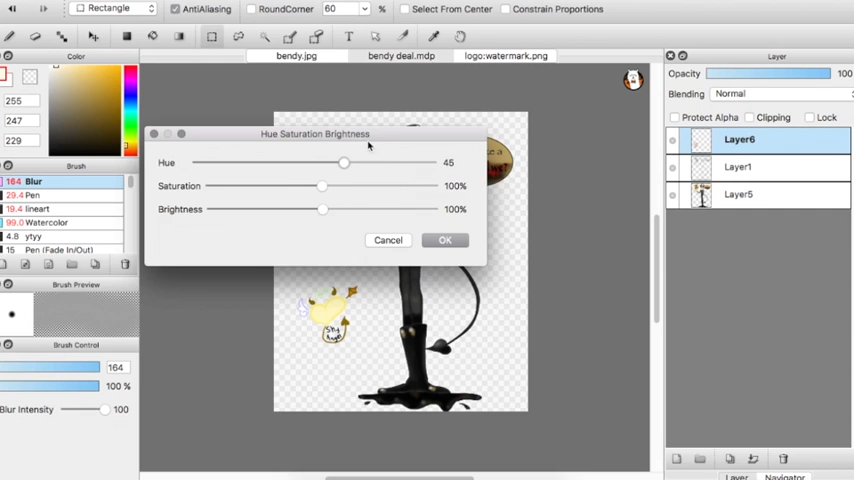 Rectangle AntiAliasing RoundCorner 60 % Select From Center Constrain Proportions
T
Color bendy.jpg bendy deal.mdp logo:watermark.png Layer
255
247
229
Opacity 100
Blending Normal
Protect Alpha Clipping Lock
Layer6
Layer1
Layer5
Hue Saturation Brightness
Hue 45
Saturation 100%
Brightness 100%
Cancel OK
Brush
164 Blur
29.4 Pen
19.4 lineart
99.0 Watercolor
4.8 ytyy
15 Pen (Fade In/Out)
Brush Preview
Brush Control
164
100 %
Blur Intensity 100
Layer Navigator